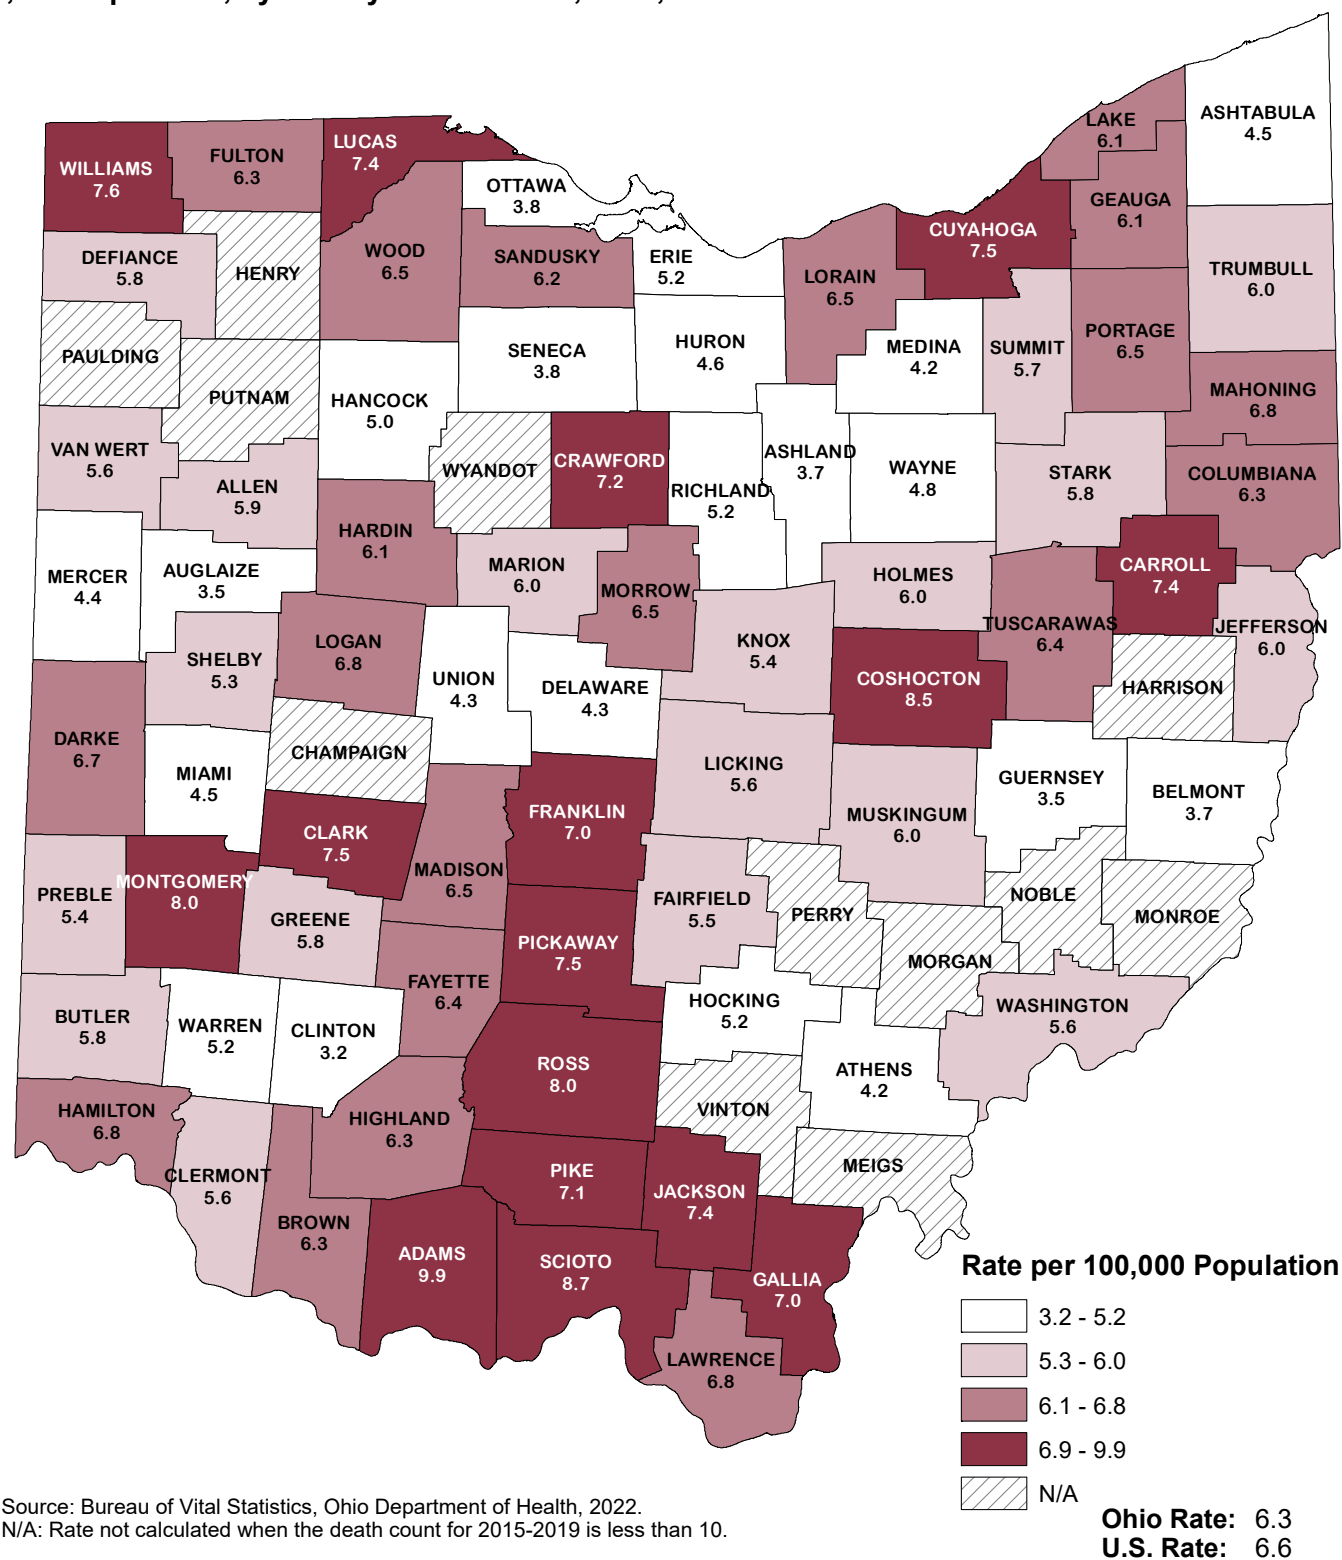 LAKE
6.1
ASHTABULA
4.5
WILLIAMS
7.6
FULTON
6.3
LUCAS
7.4
OTTAWA
3.8
GEAUGA
6.1
CUYAHOGA
7.5
DEFIANCE
5.8
HENRY
WOOD
6.5
SANDUSKY
6.2
ERIE
5.2
LORAIN
6.5
TRUMBULL
6.0
PAULDING
PUTNAM
HANCOCK
5.0
SENECA
3.8
HURON
4.6
MEDINA
4.2
SUMMIT
5.7
PORTAGE
6.5
MAHONING
6.8
VAN WERT
5.6
ALLEN
5.9
WYANDOT
CRAWFORD
7.2
RICHLAND
5.2
ASHLAND
3.7
WAYNE
4.8
STARK
5.8
COLUMBIANA
6.3
HARDIN
6.1
MERCER
4.4
AUGLAIZE
3.5
MARION
6.0
MORROW
6.5
HOLMES
6.0
CARROLL
7.4
TUSCARAWAS
6.4
JEFFERSON
6.0
SHELBY
5.3
LOGAN
6.8
UNION
4.3
DELAWARE
4.3
KNOX
5.4
COSHOCTON
8.5
HARRISON
DARKE
6.7
MIAMI
4.5
CHAMPAIGN
LICKING
5.6
MUSKINGUM
6.0
GUERNSEY
3.5
BELMONT
3.7
CLARK
7.5
MADISON
6.5
FRANKLIN
7.0
PREBLE
5.4
MONTGOMERY
8.0
GREENE
5.8
FAIRFIELD
5.5
PERRY
NOBLE
MONROE
PICKAWAY
7.5
FAYETTE
6.4
MORGAN
WASHINGTON
5.6
BUTLER
5.8
WARREN
5.2
CLINTON
3.2
HOCKING
5.2
ROSS
8.0
ATHENS
4.2
HAMILTON
6.8
HIGHLAND
6.3
VINTON
MEIGS
CLERMONT
5.6
PIKE
7.1
JACKSON
7.4
BROWN
6.3
ADAMS
9.9
SCIOTO
8.7
GALLIA
7.0
LAWRENCE
6.8
Rate per 100,000 Population
3.2 - 5.2
5.3 - 6.0
6.1 - 6.8
6.9 - 9.9
N/A
Ohio Rate: 6.3
U.S. Rate: 6.6
Source: Bureau of Vital Statistics, Ohio Department of Health, 2022.
N/A: Rate not calculated when the death count for 2015-2019 is less than 10.